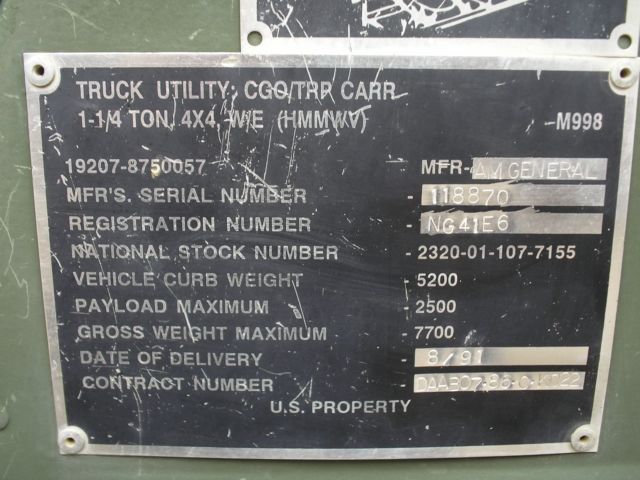 TRUCK UTILITY: CGO/TRP CARR
1-1/4 TON, 4X4, W/E (HMMWV) -M998
19207-8750057 MFR-AM GENERAL
MFR'S. SERIAL NUMBER - 118870
REGISTRATION NUMBER - NG41E6
NATIONAL STOCK NUMBER - 2320-01-107-7155
VEHICLE CURB WEIGHT - 5200
PAYLOAD MAXIMUM - 2500
GROSS WEIGHT MAXIMUM - 7700
DATE OF DELIVERY - 8/91
CONTRACT NUMBER -
U.S. PROPERTY